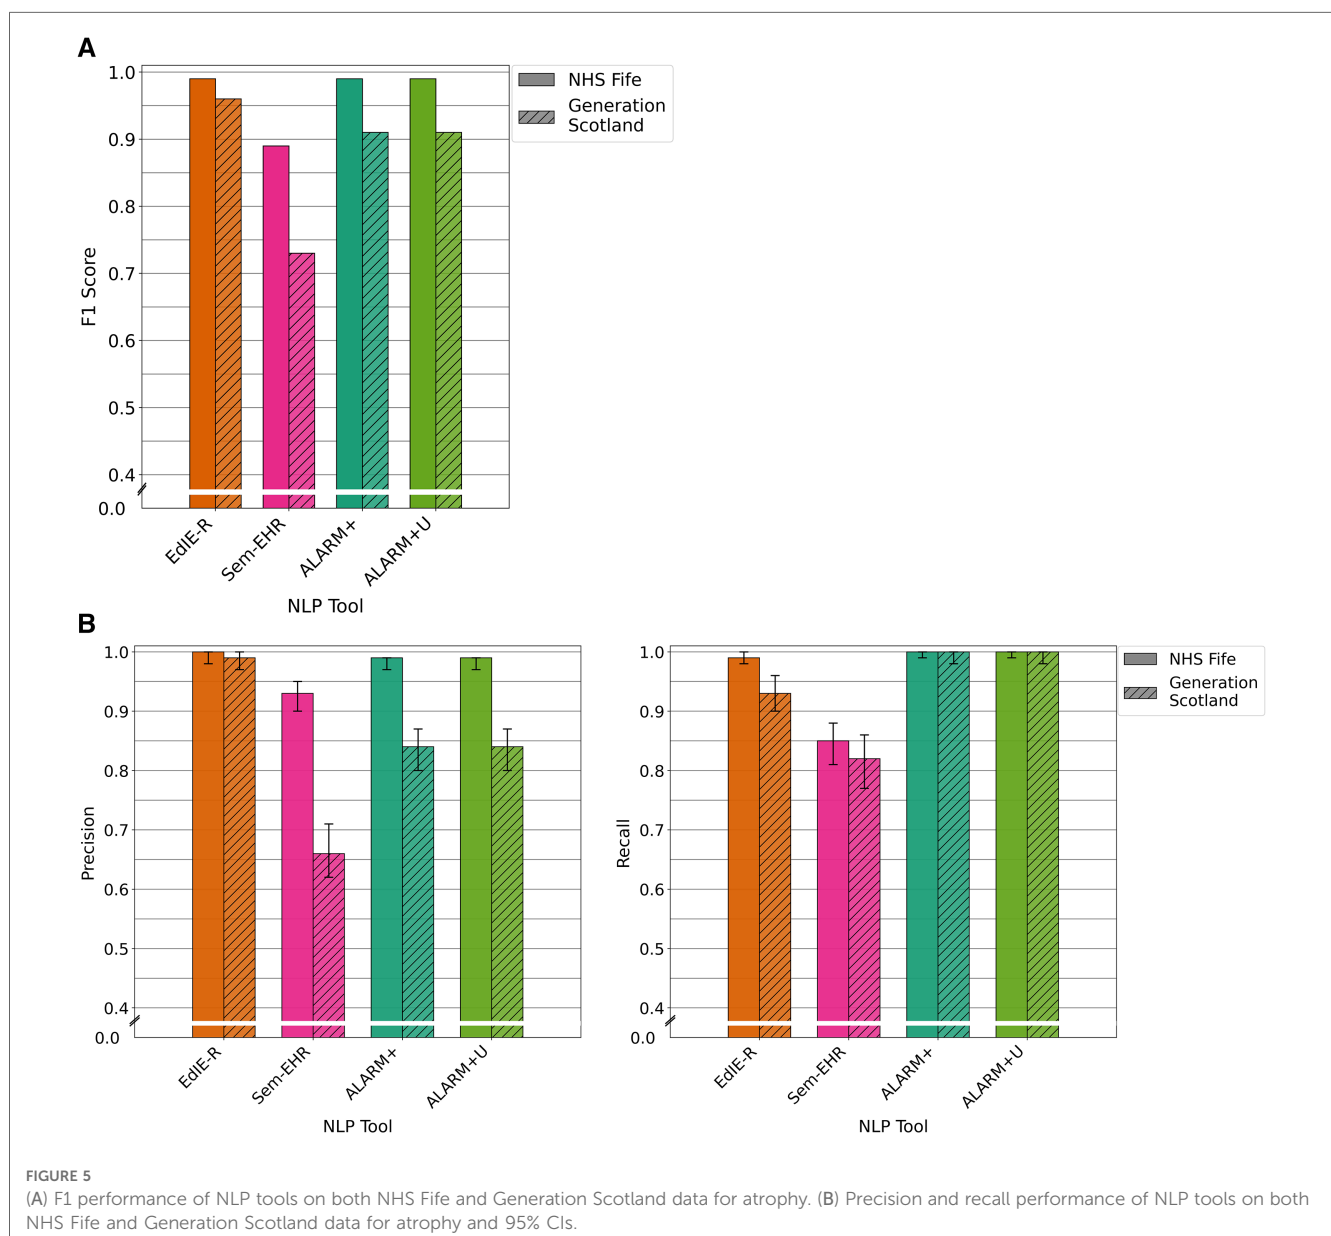 A
1.0
0.9
0.8
0.7
0.6
0.5
0.4
0.0
F1 Score
EdIE-R
Sem-EHR
ALARM+
ALARM+U
NLP Tool
NHS Fife
Generation
Scotland
B
1.0
0.9
0.8
0.7
0.6
0.5
0.4
0.0
Precision
EdIE-R
Sem-EHR
ALARM+
ALARM+U
NLP Tool
1.0
0.9
0.8
0.7
0.6
0.5
0.4
0.0
Recall
EdIE-R
Sem-EHR
ALARM+
ALARM+U
NLP Tool
NHS Fife
Generation
Scotland
FIGURE 5
(A) F1 performance of NLP tools on both NHS Fife and Generation Scotland data for atrophy. (B) Precision and recall performance of NLP tools on both
NHS Fife and Generation Scotland data for atrophy and 95% CIs.